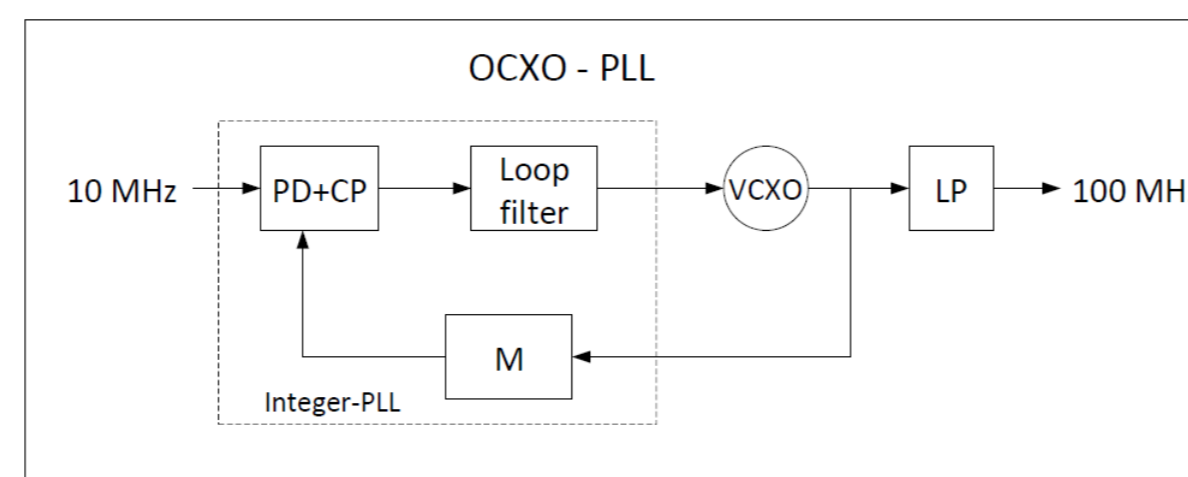 OCXO - PLL
10 MHz
PD+CP
Loop
filter
VCXO
LP
100 MH
M
Integer-PLL